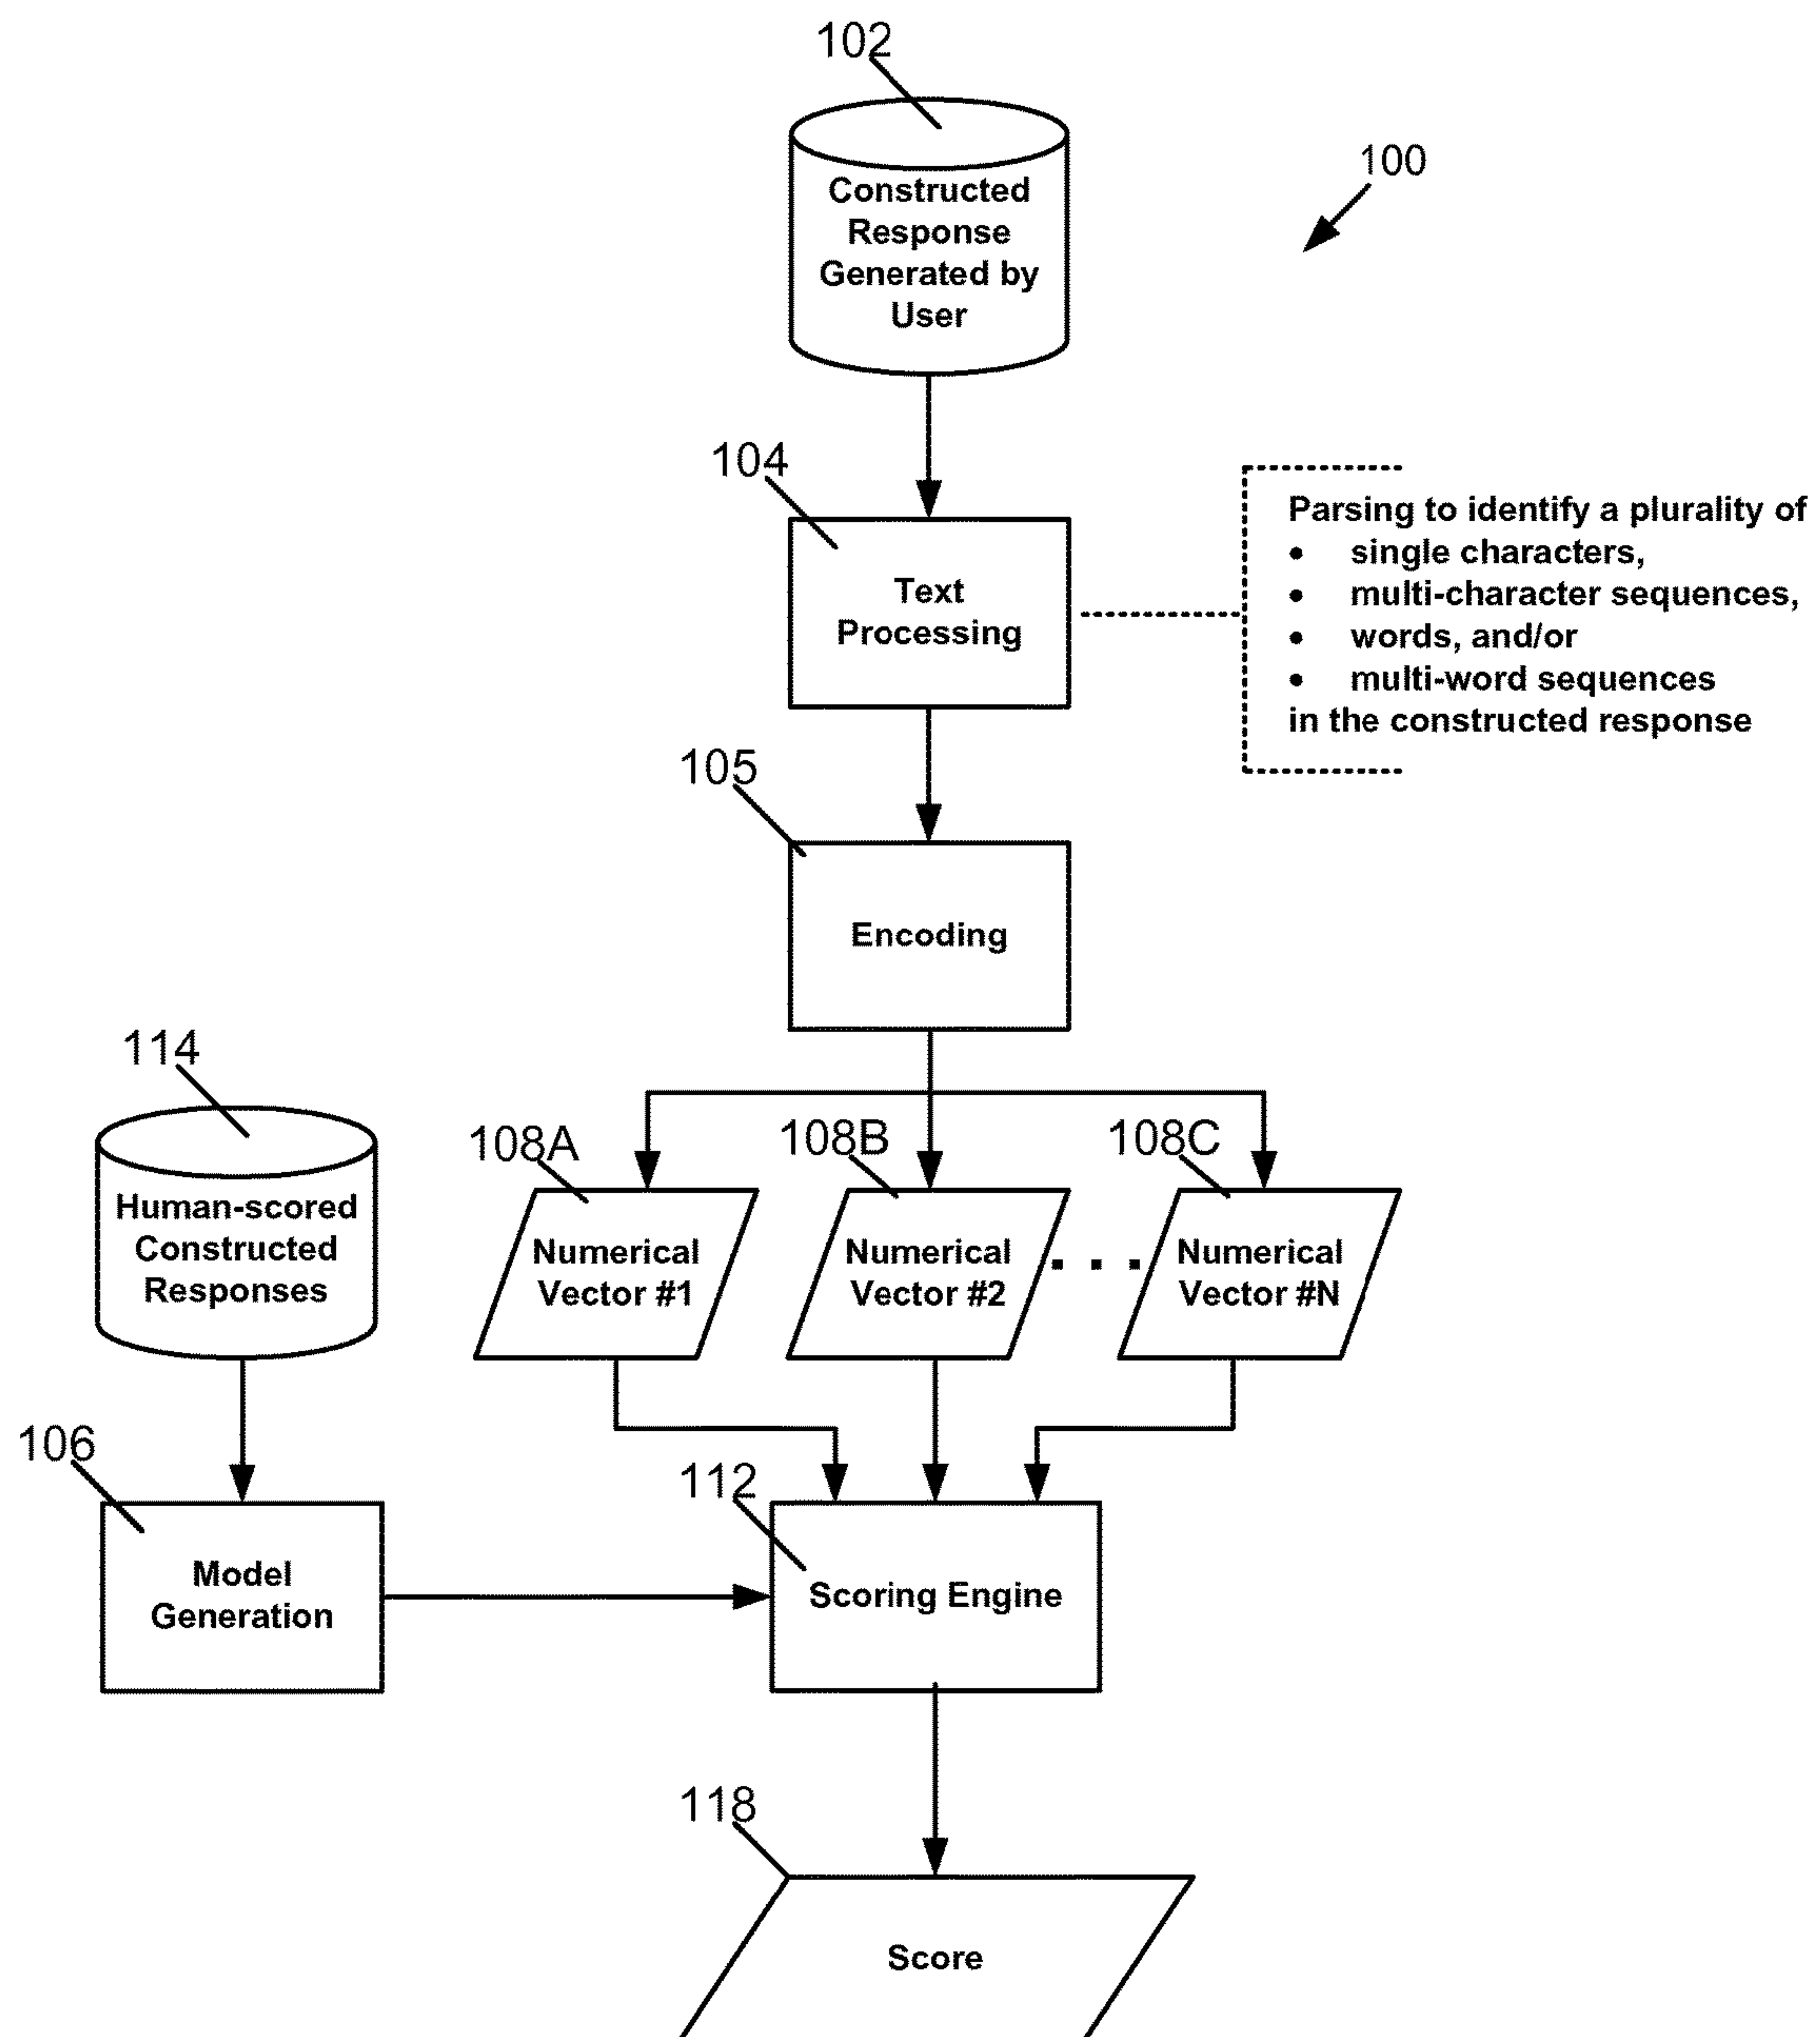 102
100
Constructed
Response
Generated by
User
104
Text
Processing
Parsing to identify a plurality of
• single characters,
• multi-character sequences,
• words, and/or
• multi-word sequences
in the constructed response
105
Encoding
114
Human-scored
Constructed
Responses
108A
108B
108C
Numerical
Vector #1
Numerical
Vector #2
. . .
Numerical
Vector #N
106
Model
Generation
112
Scoring Engine
118
Score